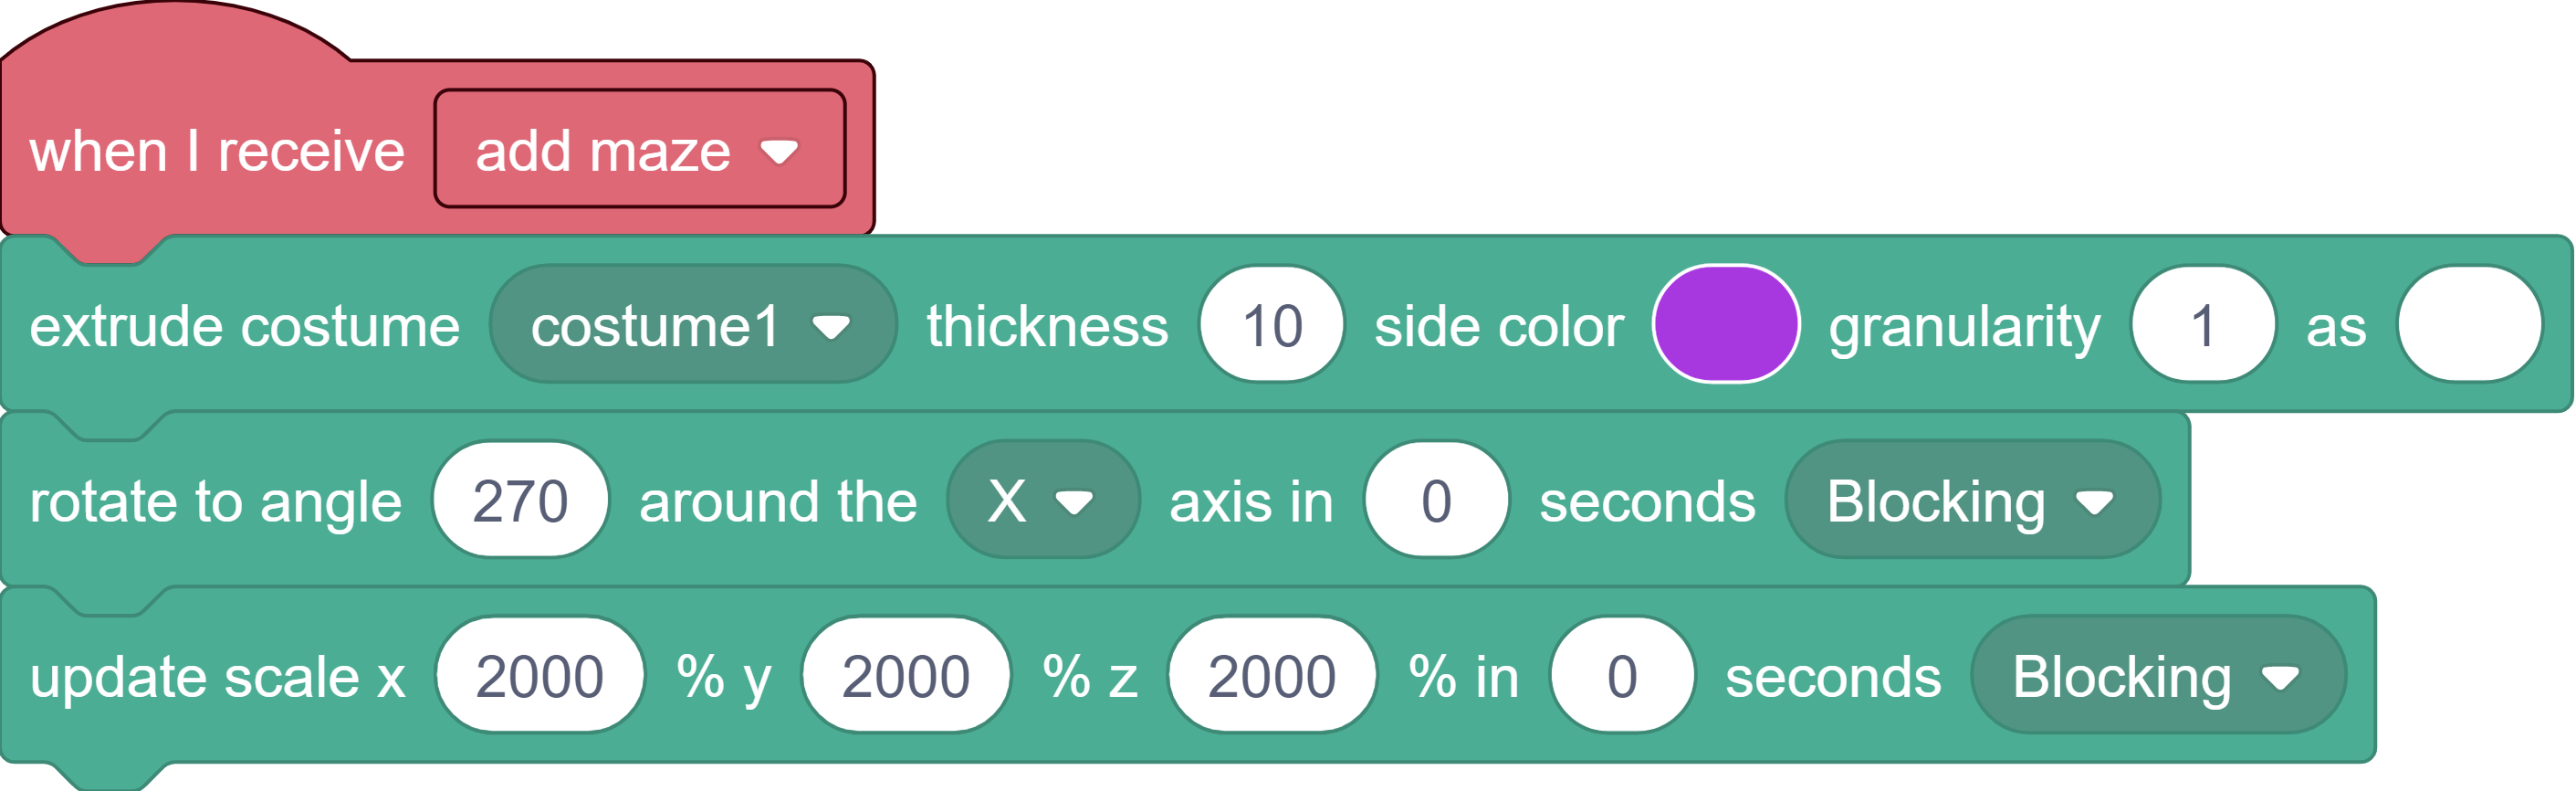 when I receive add maze
extrude costume costume1 thickness 10 side color granularity 1 as
rotate to angle 270 around the X axis in 0 seconds Blocking
update scale x 2000 % y 2000 % z 2000 % in 0 seconds Blocking